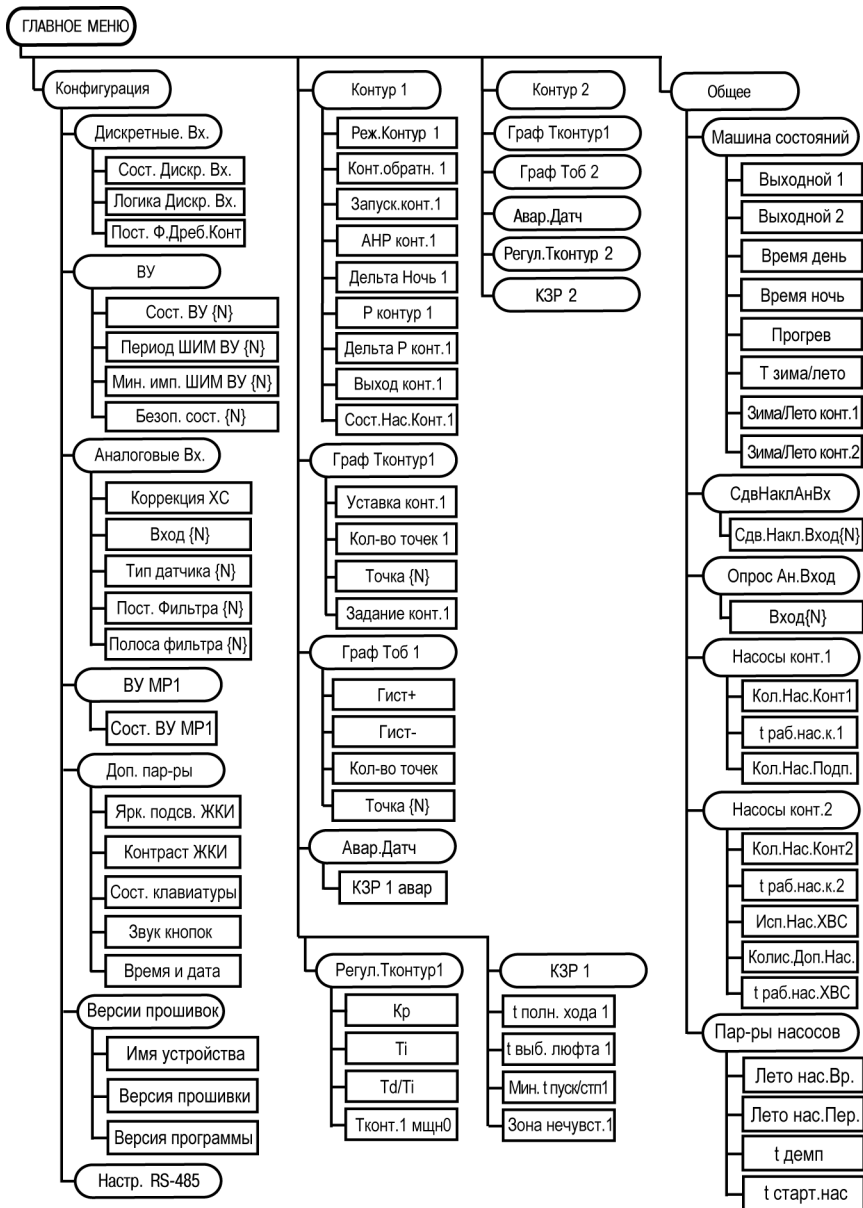 ГЛАВНОЕ МЕНЮ
Конфигурация
Дискретные. Вх.
Сост. Дискр. Вх.
Логика Дискр. Вх.
Пост. Ф.Дреб.Конт
ВУ
Сост. ВУ {N}
Период ШИМ ВУ {N}
Мин. имп. ШИМ ВУ {N}
Безоп. сост. {N}
Аналоговые Вх.
Коррекция ХС
Вход {N}
Тип датчика {N}
Пост. Фильтра {N}
Полоса фильтра {N}
ВУ МР1
Сост. ВУ МР1
Доп. пар-ры
Ярк. подсв. ЖКИ
Контраст ЖКИ
Сост. клавиатуры
Звук кнопок
Время и дата
Версии прошивок
Имя устройства
Версия прошивки
Версия программы
Настр. RS-485
Контур 1
Реж.Контур 1
Конт.обратн. 1
Запуск.конт.1
АНР конт.1
Дельта Ночь 1
Р контур 1
Дельта Р конт.1
Выход конт.1
Сост.Нас.Конт.1
Граф Тконтур1
Уставка конт.1
Кол-во точек 1
Точка {N}
Задание конт.1
Граф Тоб 1
Гист+
Гист-
Кол-во точек
Точка {N}
Авар.Датч
КЗР 1 авар
Регул.Тконтур1
Кр
Ti
Td/Ti
Тконт.1 мщн0
КЗР 1
t полн. хода 1
t выб. люфта 1
Мин. t пуск/стп1
Зона нечувст.1
Контур 2
Граф Тконтур1
Граф Тоб 2
Авар.Датч
Регул.Тконтур 2
КЗР 2
Общее
Машина состояний
Выходной 1
Выходной 2
Время день
Время ночь
Прогрев
Т зима/лето
Зима/Лето конт.1
Зима/Лето конт.2
СдвНаклАнВх
Сдв.Накл.Вход{N}
Опрос Ан.Вход
Вход{N}
Насосы конт.1
Кол.Нас.Конт1
t раб.нас.к.1
Кол.Нас.Подп.
Насосы конт.2
Кол.Нас.Конт2
t раб.нас.к.2
Исп.Нас.ХВС
Колис.Доп.Нас.
t раб.нас.ХВС
Пар-ры насосов
Лето нас.Вр.
Лето нас.Пер.
t демп
t старт.нас